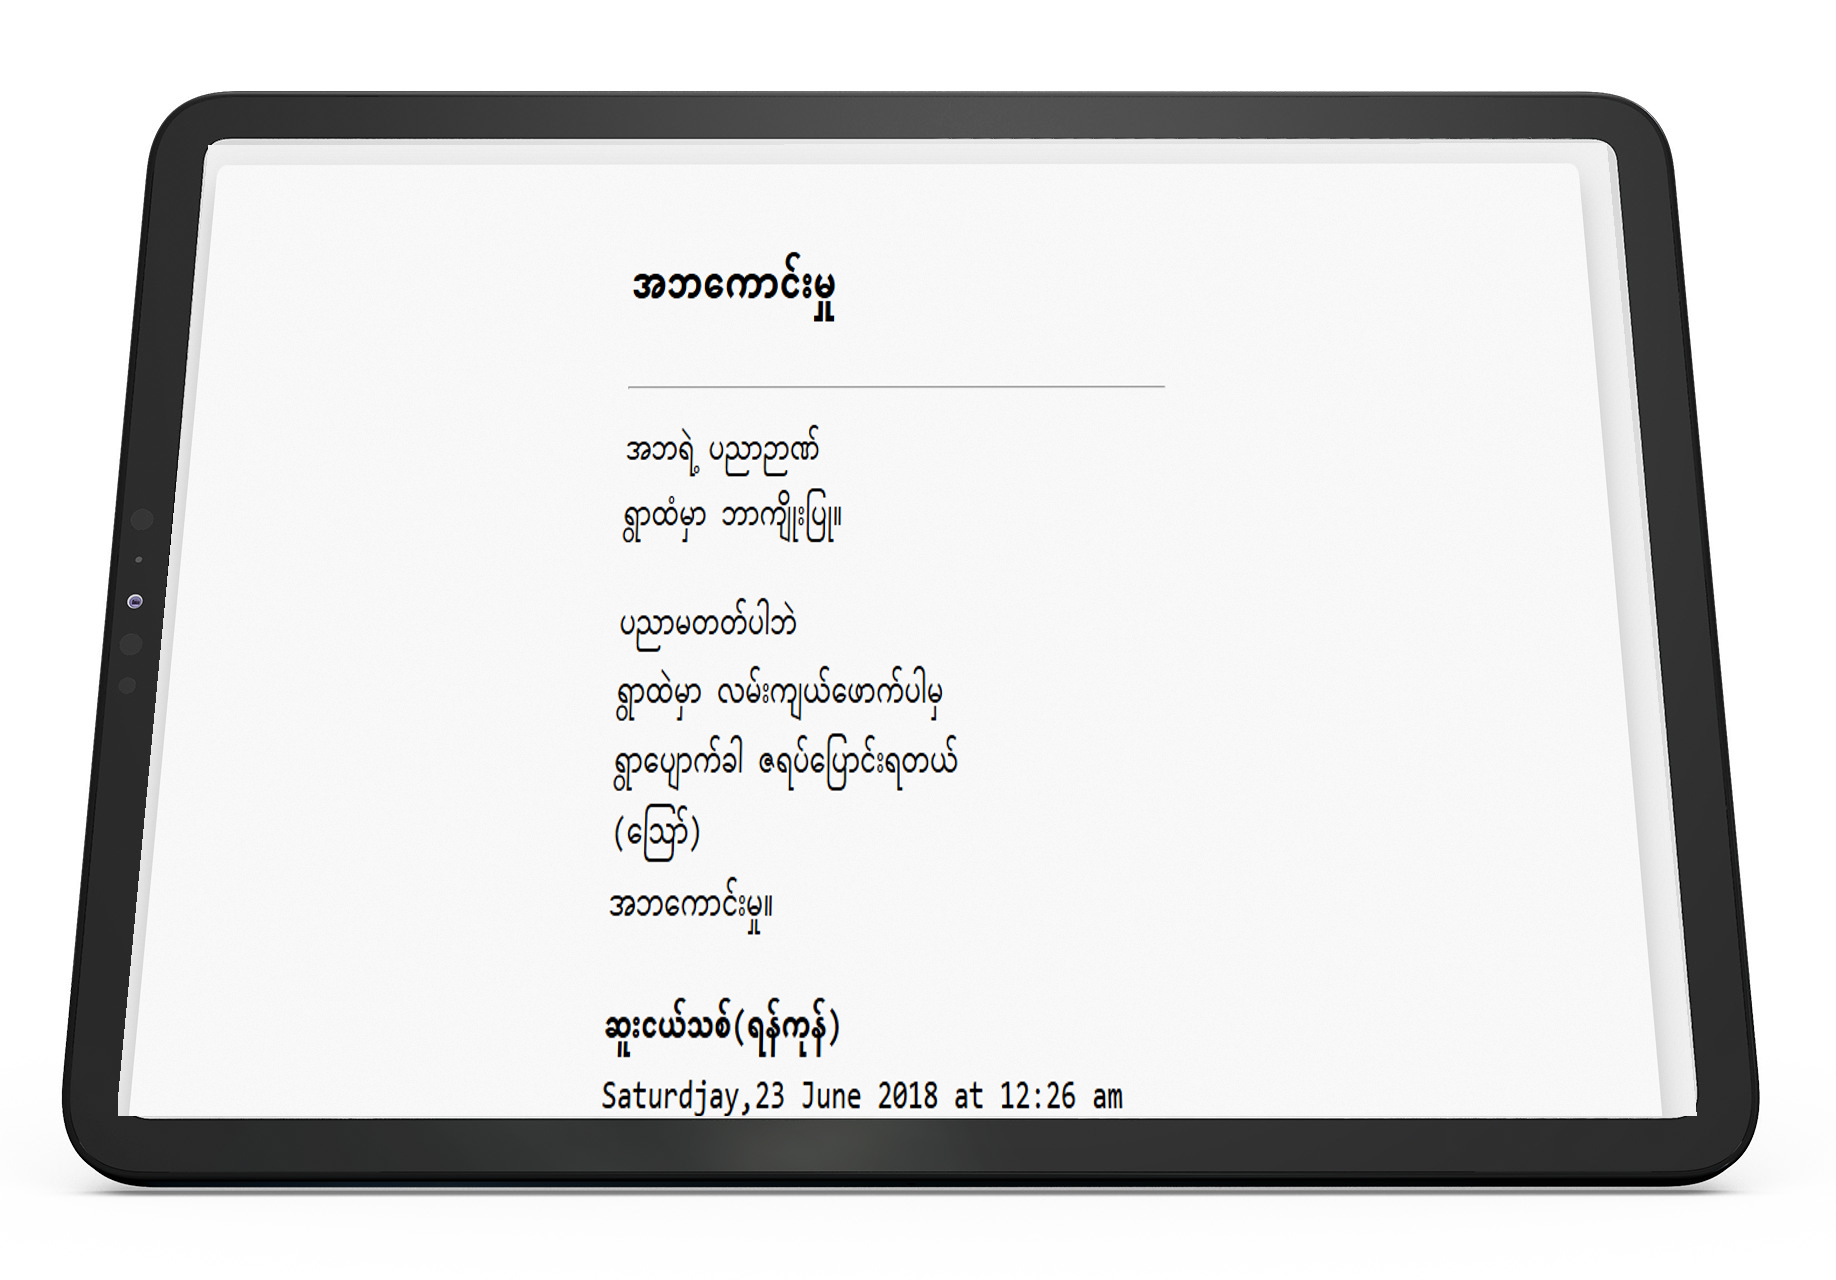 အဘကောင်းမှု
အဘရဲ့ ပညာဉာဏ်
ရွာထံမှာ ဘာကျိုးပြု။
ပညာမတတ်ပါဘဲ
ရွာထဲမှာ လမ်းကျယ်ဖောက်ပါမှ
ရွာပျောက်ခါ ဇရပ်ပြောင်းရတယ်
(သြော်)
အဘကောင်းမှု။
ဆူးငယ်သစ်(ရန်ကုန်)
Saturdjay,23 June 2018 at 12:26 am